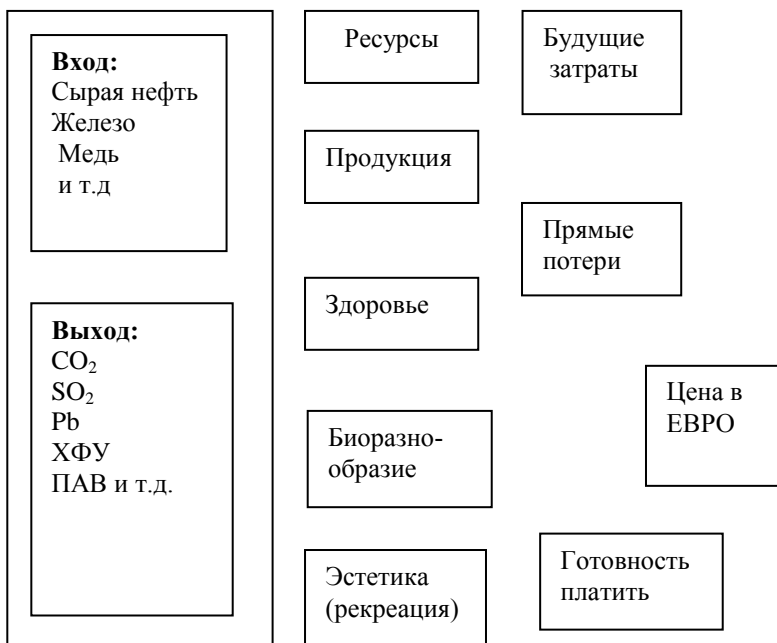 Вход:
Сырая нефть
Железо
Медь
и т.д
Выход:
CO₂
SO₂
Pb
ХФУ
ПАВ и т.д.
Ресурсы
Продукция
Здоровье
Биоразно-
образие
Эстетика
(рекреация)
Будущие
затраты
Прямые
потери
Готовность
платить
Цена в
ЕВРО